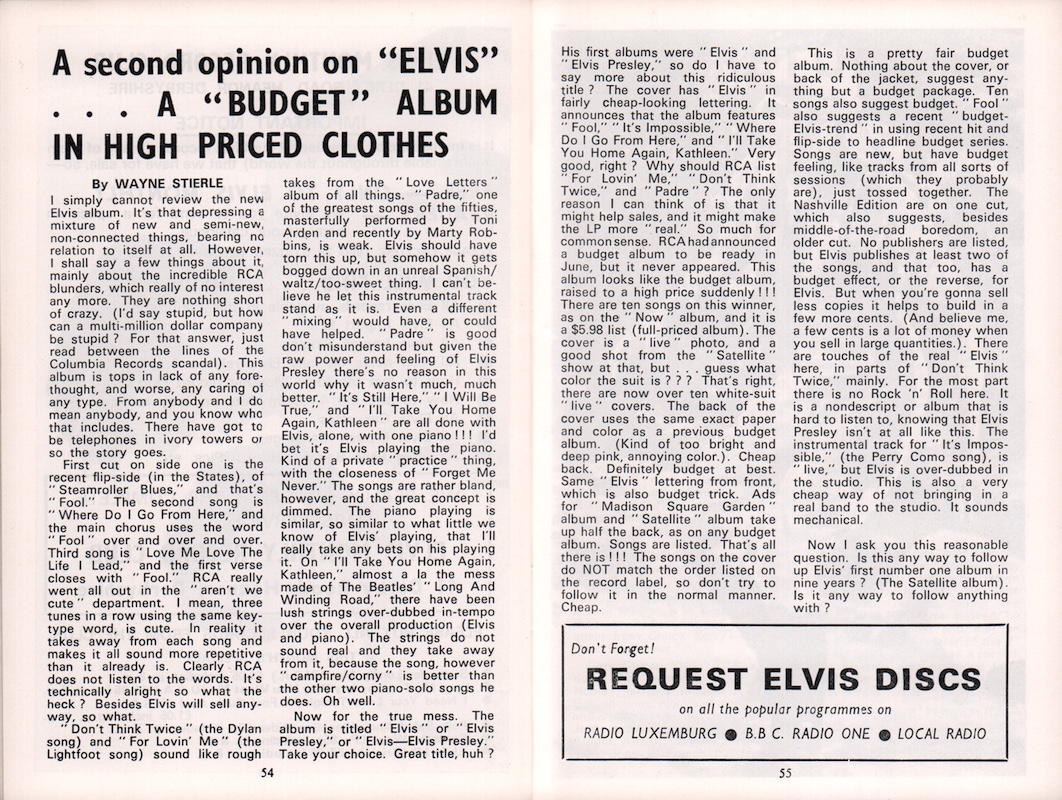 A second opinion on “ELVIS”
. . . A “BUDGET” ALBUM
IN HIGH PRICED CLOTHES
By WAYNE STIERLE
I simply cannot review the new
Elvis album. It's that depressing a
mixture of new and semi-new,
non-connected things, bearing no
relation to itself at all. However,
I shall say a few things about it,
mainly about the incredible RCA
blunders, which really of no interest
any more. They are nothing short
of crazy. (I'd say stupid, but how
can a multi-million dollar company
be stupid ? For that answer, just
read between the lines of the
Columbia Records scandal). This
album is tops in lack of any fore-
thought, and worse, any caring of
any type. From anybody and I do
mean anybody, and you know who
that includes. There have got to
be telephones in ivory towers or
so the story goes.
First cut on side one is the
recent flip-side (in the States), of
“Steamroller Blues,” and that's
“Fool.” The second song is
“Where Do I Go From Here,” and
the main chorus uses the word
“Fool” over and over and over.
Third song is “Love Me Love The
Life I Lead,” and the first verse
closes with “Fool.” RCA really
went all out in the “aren't we
cute” department. I mean, three
tunes in a row using the same key-
type word, is cute. In reality it
takes away from each song and
makes it all sound more repetitive
than it already is. Clearly RCA
does not listen to the words. It's
technically alright so what the
heck ? Besides Elvis will sell any-
way, so what.
“Don't Think Twice” (the Dylan
song) and “For Lovin' Me” (the
Lightfoot song) sound like rough
takes from the “Love Letters”
album of all things. “Padre,” one
of the greatest songs of the fifties,
masterfully performed by Toni
Arden and recently by Marty Rob-
bins, is weak. Elvis should have
torn this up, but somehow it gets
bogged down in an unreal Spanish/
waltz/too-sweet thing. I can't be-
lieve he let this instrumental track
stand as it is. Even a different
“mixing” would have, or could
have helped. “Padre” is good
don't misunderstand but given the
raw power and feeling of Elvis
Presley there's no reason in this
world why it wasn't much, much
better. “It's Still Here,” “I Will Be
True,” and “I'll Take You Home
Again, Kathleen” are all done with
Elvis, alone, with one piano ! ! ! I'd
bet it's Elvis playing the piano.
Kind of a private “practice” thing,
with the closeness of “Forget Me
Never.” The songs are rather bland,
however, and the great concept is
dimmed. The piano playing is
similar, so similar to what little we
know of Elvis' playing, that I'll
really take any bets on his playing
it. On “I'll Take You Home Again,
Kathleen,” almost a la the mess
made of The Beatles' “Long And
Winding Road,” there have been
lush strings over-dubbed in-tempo
over the overall production (Elvis
and piano). The strings do not
sound real and they take away
from it, because the song, however
“campfire/corny” is better than
the other two piano-solo songs he
does. Oh well.
Now for the true mess. The
album is titled “Elvis” or “Elvis
Presley,” or “Elvis—Elvis Presley.”
Take your choice. Great title, huh ?
54
His first albums were “Elvis” and
“Elvis Presley,” so do I have to
say more about this ridiculous
title ? The cover has “Elvis” in
fairly cheap-looking lettering. It
announces that the album features
“Fool,” “It's Impossible,” “Where
Do I Go From Here,” and “I'll Take
You Home Again, Kathleen.” Very
good, right ? Why should RCA list
“For Lovin' Me,” “Don't Think
Twice,” and “Padre” ? The only
reason I can think of is that it
might help sales, and it might make
the LP more “real.” So much for
common sense. RCA had announced
a budget album to be ready in
June, but it never appeared. This
album looks like the budget album,
raised to a high price suddenly ! ! !
There are ten songs on this winner,
as on the “Now” album, and it is
a $5.98 list (full-priced album). The
cover is a “live” photo, and a
good shot from the “Satellite”
show at that, but . . . guess what
color the suit is ? ? ? That's right,
there are now over ten white-suit
“live” covers. The back of the
cover uses the same exact paper
and color as a previous budget
album. (Kind of too bright and
deep pink, annoying color.). Cheap
back. Definitely budget at best.
Same “Elvis” lettering from front,
which is also budget trick. Ads
for “Madison Square Garden”
album and “Satellite” album take
up half the back, as on any budget
album. Songs are listed. That's all
there is ! ! ! The songs on the cover
do NOT match the order listed on
the record label, so don't try to
follow it in the normal manner.
Cheap.
This is a pretty fair budget
album. Nothing about the cover, or
back of the jacket, suggest any-
thing but a budget package. Ten
songs also suggest budget. “Fool”
also suggests a recent “budget-
Elvis-trend” in using recent hit and
flip-side to headline budget series.
Songs are new, but have budget
feeling, like tracks from all sorts of
sessions (which they probably
are), just tossed together. The
Nashville Edition are on one cut,
which also suggests, besides
middle-of-the-road boredom, an
older cut. No publishers are listed,
but Elvis publishes at least two of
the songs, and that too, has a
budget effect, or the reverse, for
Elvis. But when you're gonna sell
less copies it helps to build in a
few more cents. (And believe me,
a few cents is a lot of money when
you sell in large quantities.). There
are touches of the real “Elvis”
here, in parts of “Don't Think
Twice,” mainly. For the most part
there is no Rock 'n' Roll here. It
is a nondescript or album that is
hard to listen to, knowing that Elvis
Presley isn't at all like this. The
instrumental track for “It's Impos-
sible,” (the Perry Como song), is
“live,” but Elvis is over-dubbed in
the studio. This is also a very
cheap way of not bringing in a
real band to the studio. It sounds
mechanical.
Now I ask you this reasonable
question. Is this any way to follow
up Elvis' first number one album in
nine years ? (The Satellite album).
Is it any way to follow anything
with ?
Don't Forget!
REQUEST ELVIS DISCS
on all the popular programmes on
RADIO LUXEMBURG ● B.B C. RADIO ONE ● LOCAL RADIO
55